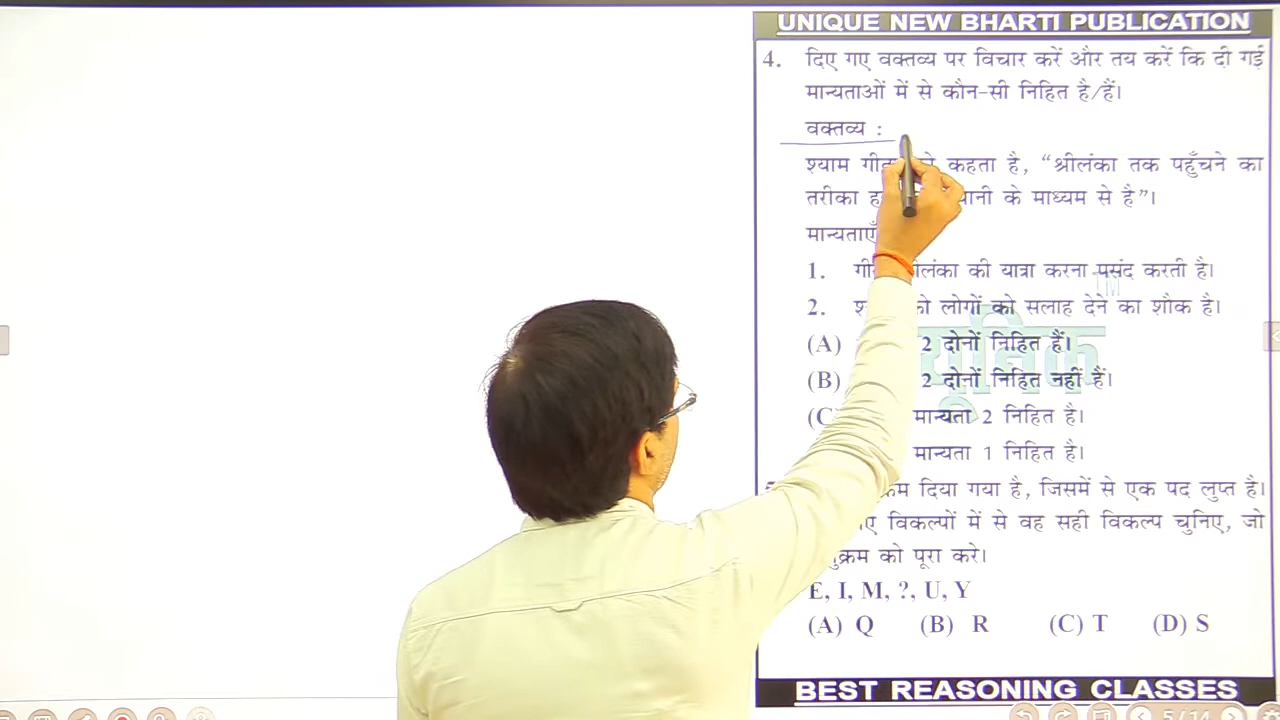 UNIQUE NEW BHARTI PUBLICATION
4. दिए गए वक्तव्य पर विचार करें और तय करें कि दी गई
मान्यताओं में से कौन-सी निहित है/हैं।
वक्तव्य :
श्याम कहता है, “श्रीलंका तक पहुँचने का
तरीका के माध्यम से है”।
मान्यताएँ
1. की यात्रा करना पसंद करती है।
2. लोगों को सलाह देने का शौक है।
(A) 2 दोनों निहित हैं।
(B) 2 दोनों निहित नहीं हैं।
मान्यता 2 निहित है।
मान्यता 1 निहित है।
दिया गया है, जिसमें से एक पद लुप्त है।
विकल्पों में से वह सही विकल्प चुनिए, जो
को पूरा करे।
E, I, M, ?, U, Y
(A) Q (B) R (C) T (D) S
BEST REASONING CLASSES
5/14